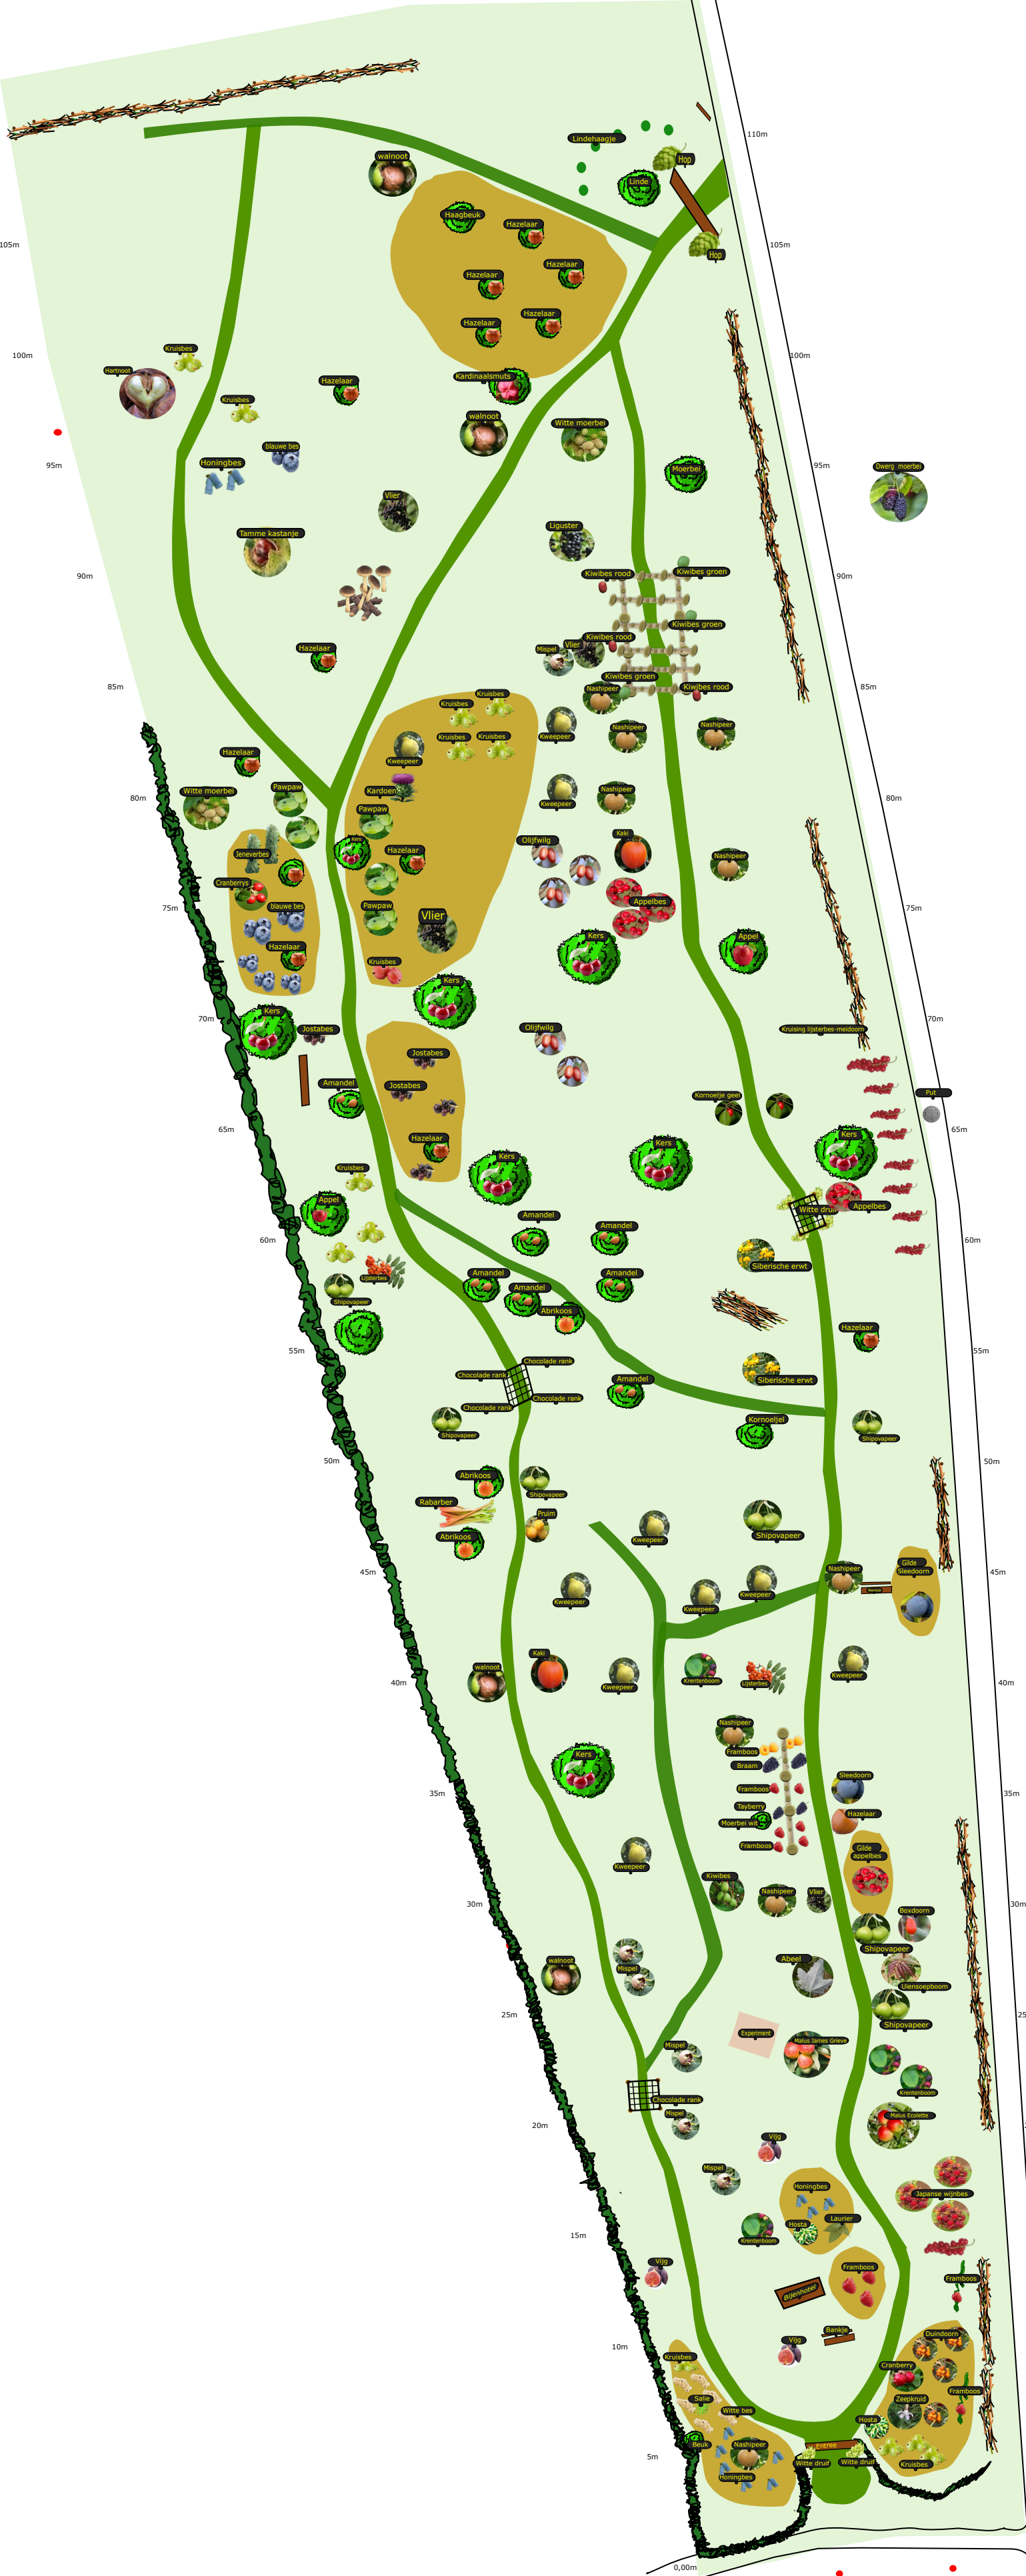 110m
Lindehaagje
Hop
walnoot
Linde
Haagbeuk
Hazelaar
105m
105m
Hop
Hazelaar
Hazelaar
Hazelaar
Hazelaar
Kruisbes
100m
100m
Hartnoot
Kardinaalsmuts
Hazelaar
Kruisbes
walnoot
Witte moerbei
blauwe bes
Honingbes
95m
Moerbei
95m
Dwerg moerbei
Vlier
Liguster
Tamme kastanje
90m
Kiwibes rood
Kiwibes groen
90m
Kiwibes groen
Kiwibes rood
Vlier
Mispel
Hazelaar
Kiwibes groen
85m
Nashipeer
Kiwibes rood
85m
Kruisbes
Kruisbes
Nashipeer
Nashipeer
Kruisbes
Kruisbes
Kweepeer
Hazelaar
Kweepeer
Pawpaw
Witte moerbei
Kardoen
Nashipeer
80m
80m
Kweepeer
Pawpaw
Kaki
Kers
Olijfwilg
Jeneverbes
Hazelaar
Nashipeer
Cranberrys
Appelbes
75m
blauwe bes
Pawpaw
75m
Vlier
Kers
Appel
Hazelaar
Kruisbes
Kers
Kers
70m
70m
Jostabes
Olijfwilg
Kruising lijsterbes-meidoorn
Jostabes
Amandel
Jostabes
Put
Kornoelje geel
65m
65m
Hazelaar
Kers
Kers
Kers
Kruisbes
Appel
Appelbes
Witte druif
Amandel
Amandel
60m
60m
Siberische erwt
Amandel
Amandel
Lijsterbes
Amandel
Shipovapeer
Abrikoos
Hazelaar
55m
55m
Chocolade rank
Chocolade rank
Amandel
Siberische erwt
Chocolade rank
Chocolade rank
Kornoeljel
Shipovapeer
Shipovapeer
50m
50m
Abrikoos
Shipovapeer
Rabarber
Pruim
Abrikoos
Kweepeer
Shipovapeer
Gilde
Sleedoorn
45m
Nashipeer
45m
Bankje
Kweepeer
Kweepeer
Kweepeer
Kaki
walnoot
40m
Kweepeer
Krentenboom
Lijsterbes
Kweepeer
40m
Nashipeer
Framboos
Kers
Braam
Sleedoorn
Framboos
35m
35m
Tayberry
Hazelaar
Moerbei wit
Framboos
Gilde
appelbes
Kweepeer
Kiwibes
Nashipeer
Vlier
30m
30m
Boxdoorn
Shipovapeer
walnoot
Abeel
Mispel
Uiensoepboom
25m
25
Shipovapeer
Experiment
Malus James Grieve
Mispel
Krentenboom
Chocolade rank
Mispel
Malus Ecolette
20m
2
Vijg
Mispel
Honingbes
Japanse wijnbes
Laurier
Hosta
15m
Krentenboom
Vijg
Framboos
Framboos
Bijenhotel
Bankje
Duindoorn
10m
Vijg
Kruisbes
Cranberry
Framboos
Salie
Zeepkruid
Witte bes
Hosta
Beuk
Nashipeer
Entree
5m
Witte druif
Witte druif
Kruisbes
Honingbes
0,00m